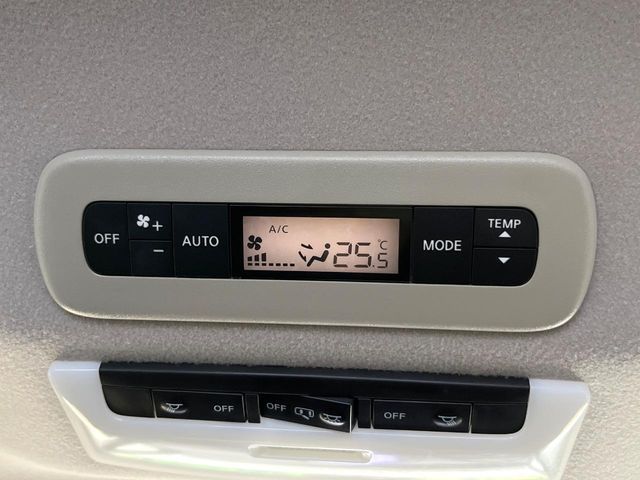 OFF
+
−
AUTO
A/C
25.5 °C
MODE
TEMP
OFF
OFF
OFF